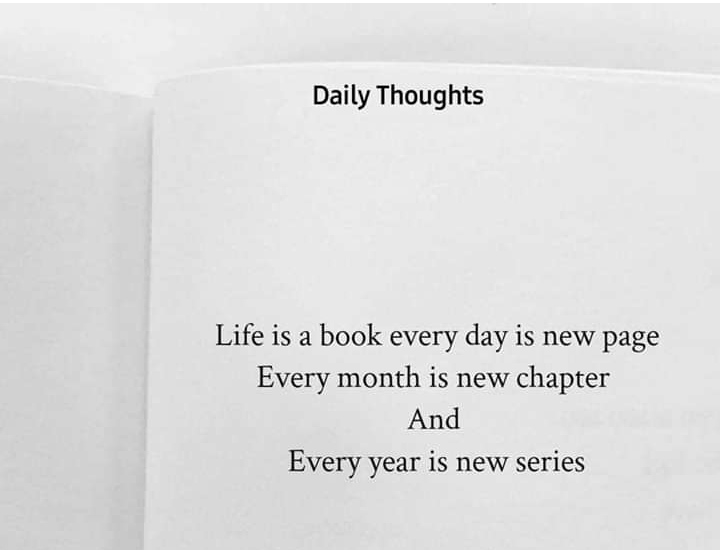 Daily Thoughts
Life is a book every day is new page
Every month is new chapter
And
Every year is new series